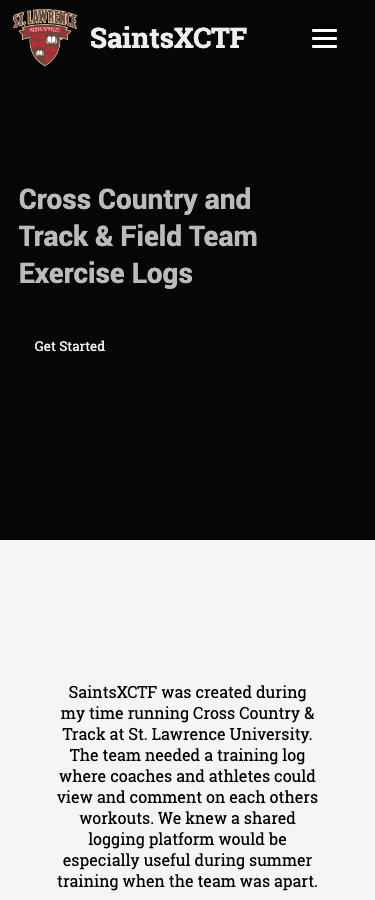 ST. LAWRENCE
SaintsXCTF
Cross Country and
Track & Field Team
Exercise Logs
Get Started
SaintsXCTF was created during
my time running Cross Country &
Track at St. Lawrence University.
The team needed a training log
where coaches and athletes could
view and comment on each others
workouts. We knew a shared
logging platform would be
especially useful during summer
training when the team was apart.